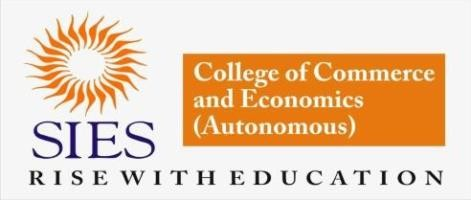 SIES
College of Commerce
and Economics
(Autonomous)
RISE WITH EDUCATION